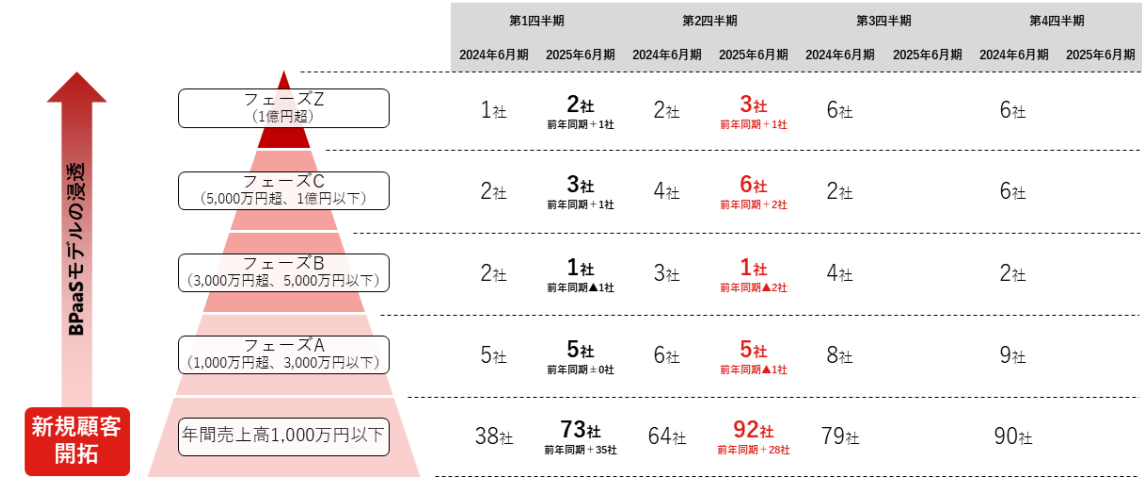 第1四半期 第2四半期 第3四半期 第4四半期
2024年6月期 2025年6月期 2024年6月期 2025年6月期 2024年6月期 2025年6月期 2024年6月期 2025年6月期
BPaaSモデルの浸透
フェーズZ
（1億円超）
1社 2社 2社 3社 6社 6社
前年同期＋1社 前年同期＋1社
フェーズC
（5,000万円超、1億円以下）
2社 3社 4社 6社 2社 6社
前年同期＋1社 前年同期＋2社
フェーズB
（3,000万円超、5,000万円以下）
2社 1社 3社 1社 4社 2社
前年同期▲1社 前年同期▲2社
フェーズA
（1,000万円超、3,000万円以下）
5社 5社 6社 5社 8社 9社
前年同期±0社 前年同期▲1社
新規顧客
開拓
年間売上高1,000万円以下
38社 73社 64社 92社 79社 90社
前年同期＋35社 前年同期＋28社